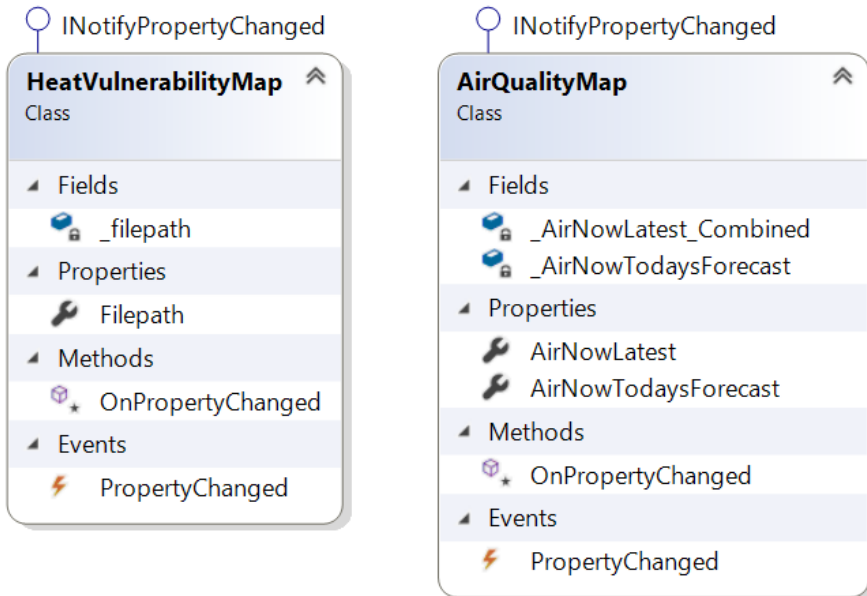 INotifyPropertyChanged
HeatVulnerabilityMap
Class
Fields
_filepath
Properties
Filepath
Methods
OnPropertyChanged
Events
PropertyChanged
INotifyPropertyChanged
AirQualityMap
Class
Fields
_AirNowLatest_Combined
_AirNowTodaysForecast
Properties
AirNowLatest
AirNowTodaysForecast
Methods
OnPropertyChanged
Events
PropertyChanged